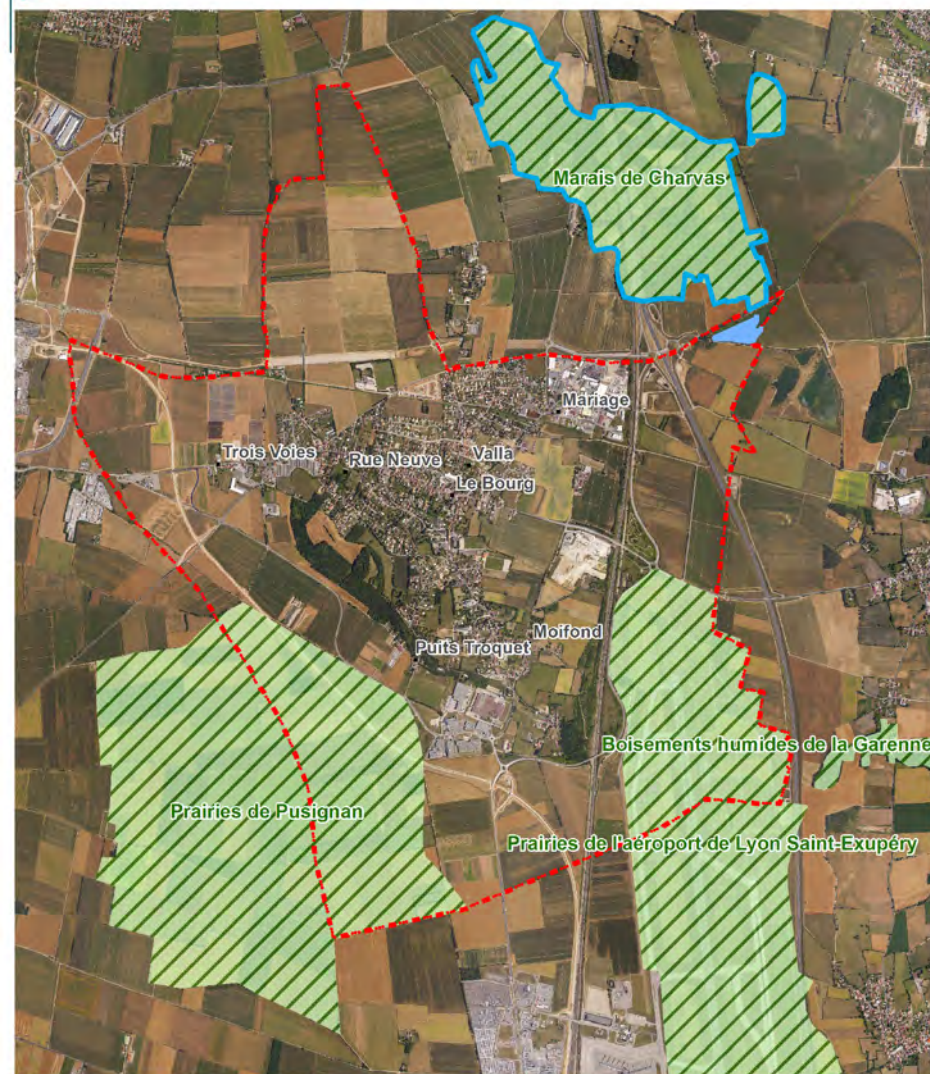 Marais de Charvas
Mariage
Trois Voies
Rue Neuve
Valla
Le Bourg
Puits Troquet
Moifond
Boisements humides de la Garenne
Prairies de Pusignan
Prairies de l'aéroport de Lyon Saint-Exupéry